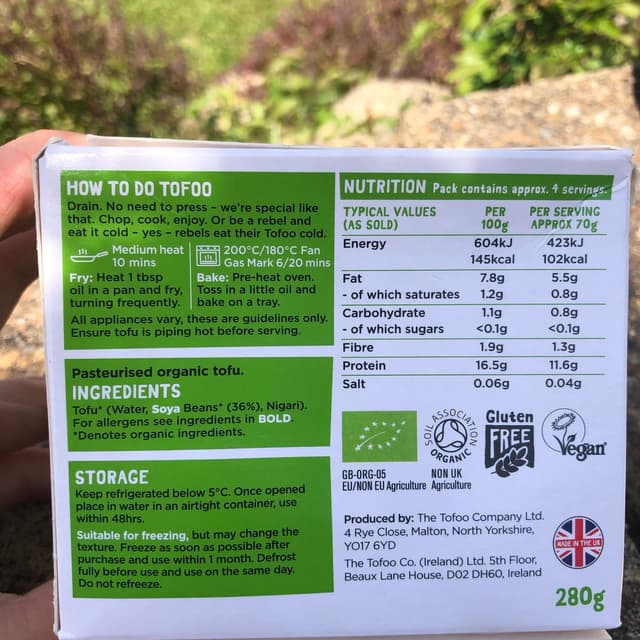 HOW TO DO TOFOO
Drain. No need to press – we're special like
that. Chop, cook, enjoy. Or be a rebel and
eat it cold – yes – rebels eat their Tofoo cold.
Medium heat
10 mins
Fry: Heat 1 tbsp
oil in a pan and fry,
turning frequently.
200°C/180°C Fan
Gas Mark 6/20 mins
Bake: Pre-heat oven.
Toss in a little oil and
bake on a tray.
All appliances vary, these are guidelines only.
Ensure tofu is piping hot before serving.
Pasteurised organic tofu.
INGREDIENTS
Tofu* (Water, Soya Beans* (36%), Nigari).
For allergens see ingredients in BOLD.
*Denotes organic ingredients.
STORAGE
Keep refrigerated below 5°C. Once opened
place in water in an airtight container, use
within 48hrs.
Suitable for freezing, but may change the
texture. Freeze as soon as possible after
purchase and use within 1 month. Defrost
fully before use and use on the same day.
Do not refreeze.
NUTRITION Pack contains approx. 4 servings.
TYPICAL VALUES PER PER SERVING
(AS SOLD) 100g APPROX 70g
Energy 604kJ 423kJ
145kcal 102kcal
Fat 7.8g 5.5g
- of which saturates 1.2g 0.8g
Carbohydrate 1.1g 0.8g
- of which sugars <0.1g <0.1g
Fibre 1.9g 1.3g
Protein 16.5g 11.6g
Salt 0.06g 0.04g
GB-ORG-05
EU/NON EU Agriculture
SOIL ASSOCIATION
ORGANIC
NON UK
Agriculture
Gluten
FREE
Vegan
Produced by: The Tofoo Company Ltd.
4 Rye Close, Malton, North Yorkshire,
YO17 6YD
The Tofoo Co. (Ireland) Ltd. 5th Floor,
Beaux Lane House, D02 DH60, Ireland
MADE IN THE UK
280g